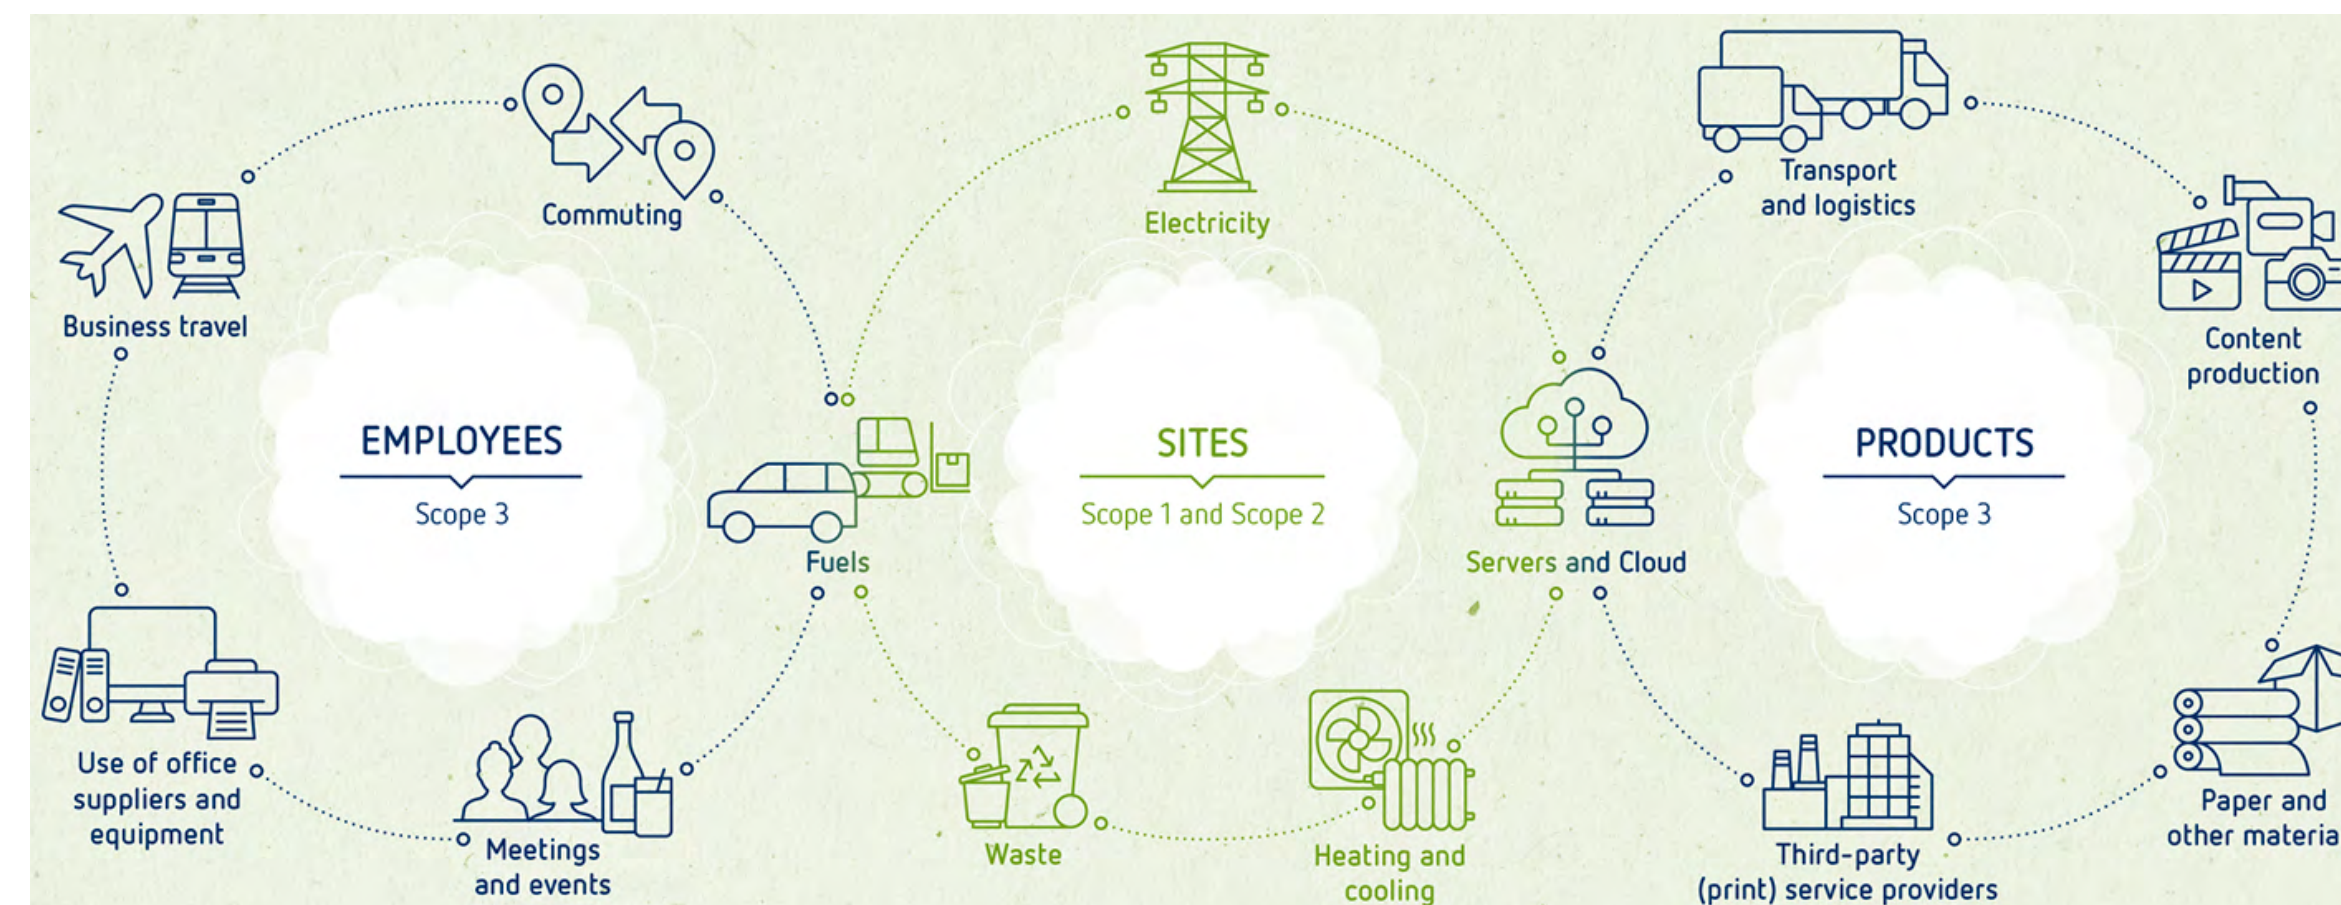 Commuting
Business travel
EMPLOYEES
Scope 3
Use of office
suppliers and
equipment
Meetings
and events
Fuels
Electricity
SITES
Scope 1 and Scope 2
Waste
Heating and
cooling
Servers and Cloud
Transport
and logistics
Content
production
PRODUCTS
Scope 3
Paper and
other materia
Third-party
(print) service providers